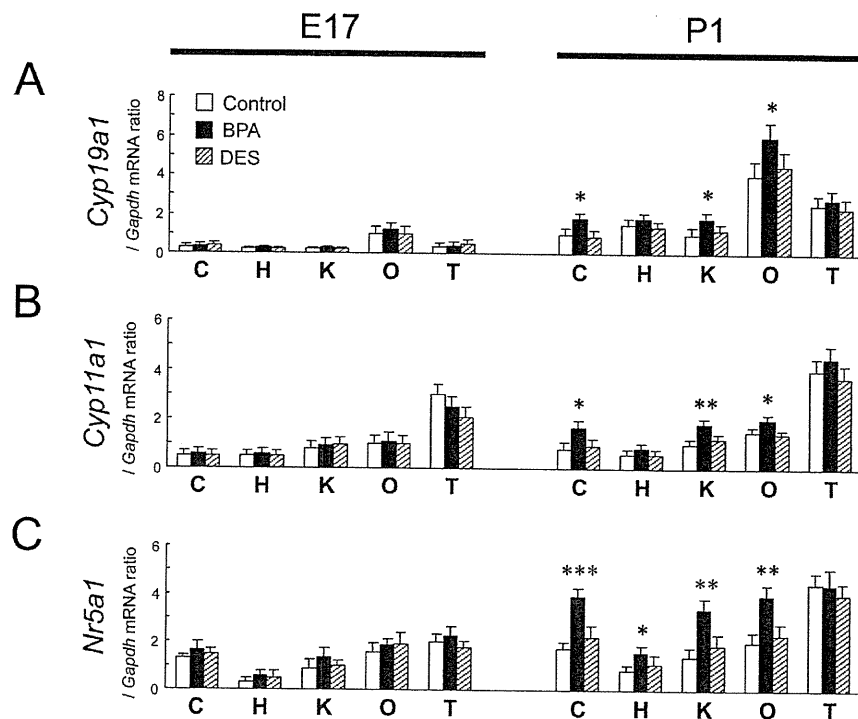 E17 P1
A
Cyp19a1
/ Gapdh mRNA ratio
8
6
4
2
0
Control
BPA
DES
* * *
C H K O T C H K O T
B
Cyp11a1
/ Gapdh mRNA ratio
6
4
2
0
* ** *
C H K O T C H K O T
C
Nr5a1
/ Gapdh mRNA ratio
6
4
2
0
*** * ** **
C H K O T C H K O T